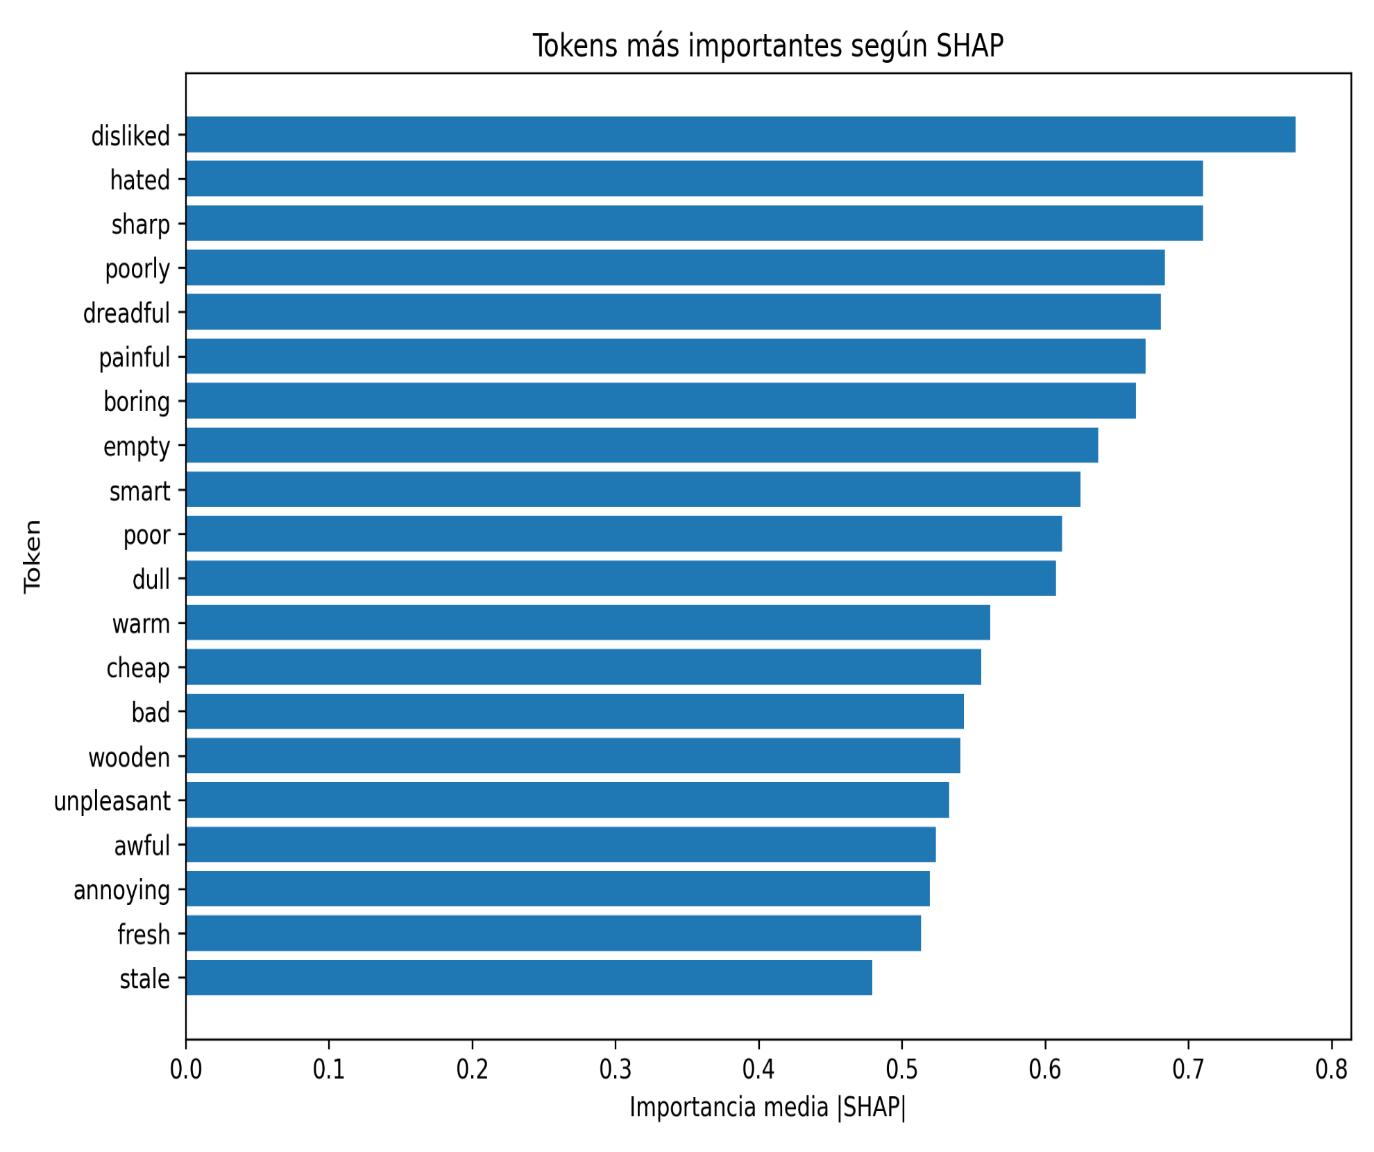 Tokens más importantes según SHAP
Token
disliked
hated
sharp
poorly
dreadful
painful
boring
empty
smart
poor
dull
warm
cheap
bad
wooden
unpleasant
awful
annoying
fresh
stale
0.0 0.1 0.2 0.3 0.4 0.5 0.6 0.7 0.8
Importancia media |SHAP|